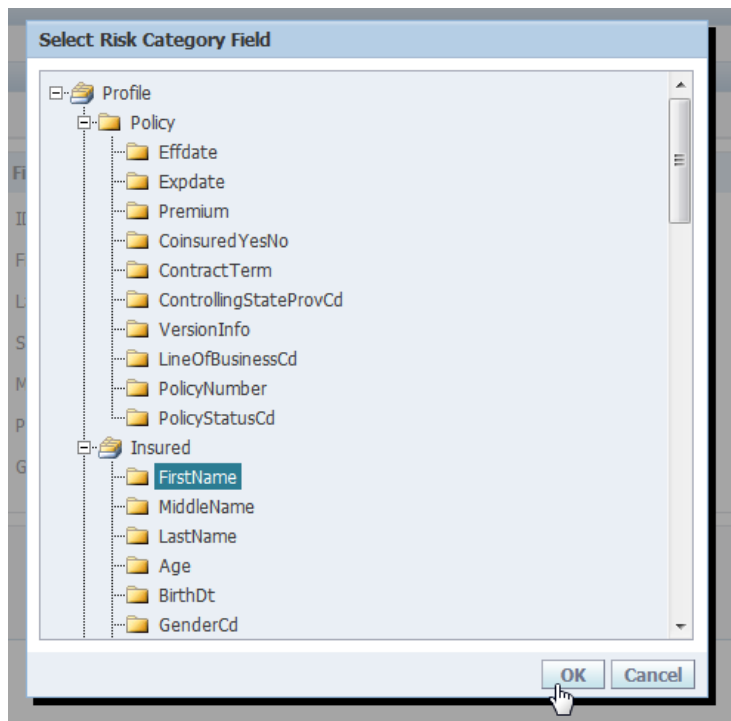 Select Risk Category Field
Profile
Policy
Effdate
Expdate
Premium
CoinsuredYesNo
ContractTerm
ControllingStateProvCd
VersionInfo
LineOfBusinessCd
PolicyNumber
PolicyStatusCd
Insured
FirstName
MiddleName
LastName
Age
BirthDt
GenderCd
OK Cancel